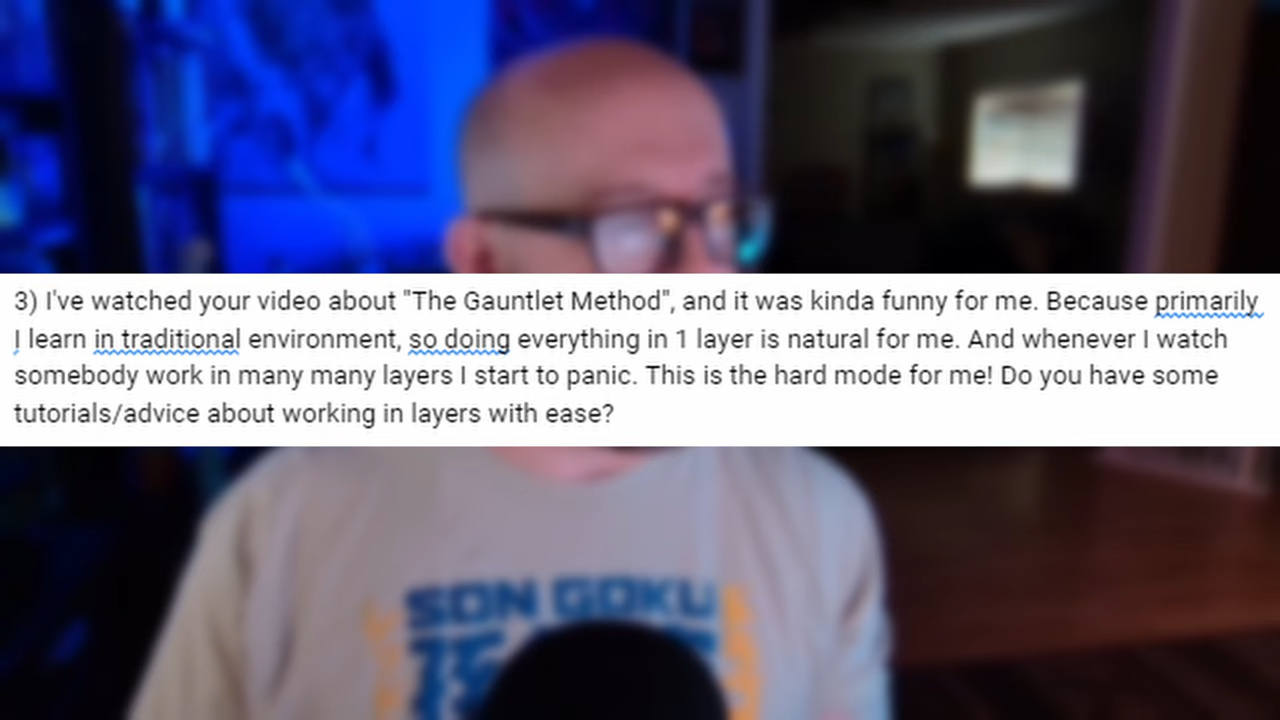 3) I've watched your video about "The Gauntlet Method", and it was kinda funny for me. Because primarily
I learn in traditional environment, so doing everything in 1 layer is natural for me. And whenever I watch
somebody work in many many layers I start to panic. This is the hard mode for me! Do you have some
tutorials/advice about working in layers with ease?
SON GOKU